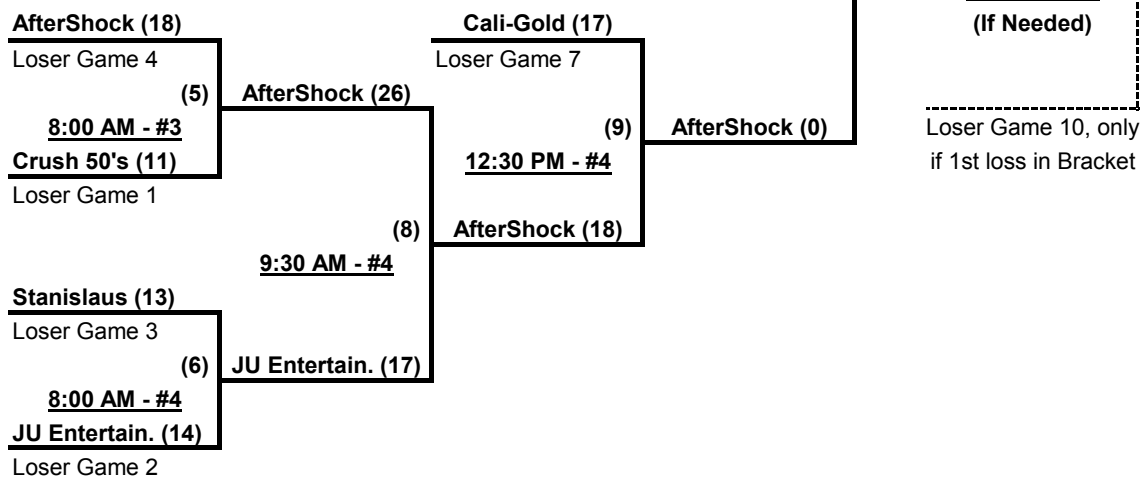 AfterShock (18)
Loser Game 4
(5)
8:00 AM - #3
Crush 50's (11)
Loser Game 1
AfterShock (26)
Stanislaus (13)
Loser Game 3
(6)
8:00 AM - #4
JU Entertain. (14)
Loser Game 2
JU Entertain. (17)
(8)
9:30 AM - #4
Cali-Gold (17)
Loser Game 7
(9)
12:30 PM - #4
AfterShock (18)
AfterShock (0)
(If Needed)
Loser Game 10, only
if 1st loss in Bracket